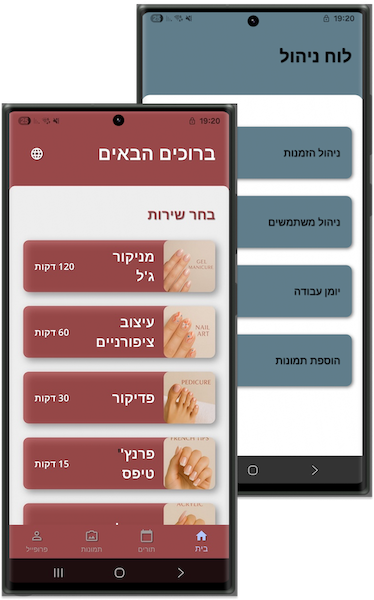 19:20
לוח ניהול
ניהול הזמנות
ניהול משתמשים
יומן עבודה
הוספת תמונות
19:20
ברוכים הבאים
בחר שירות
מניקור
ג'ל
120 דקות
GEL
MANICURE
עיצוב
ציפורניים
60 דקות
NAIL
ART
פדיקור
30 דקות
PEDICURE
פרנץ'
טיפס
15 דקות
FRENCH TIPS
ACRYLIC
בית
תורים
תמונות
פרופייל